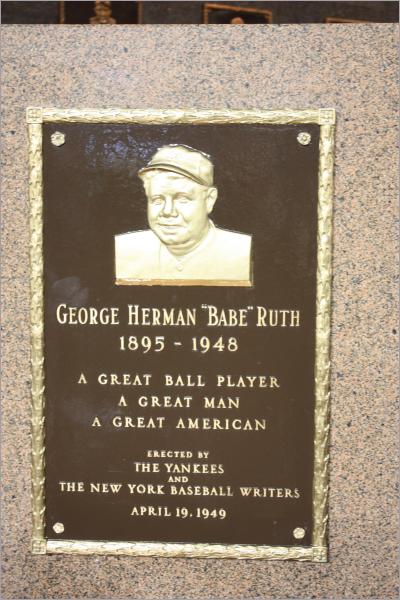 GEORGE HERMAN "BABE" RUTH
1895 - 1948
A GREAT BALL PLAYER
A GREAT MAN
A GREAT AMERICAN
ERECTED BY
THE YANKEES
AND
THE NEW YORK BASEBALL WRITERS
APRIL 19, 1949